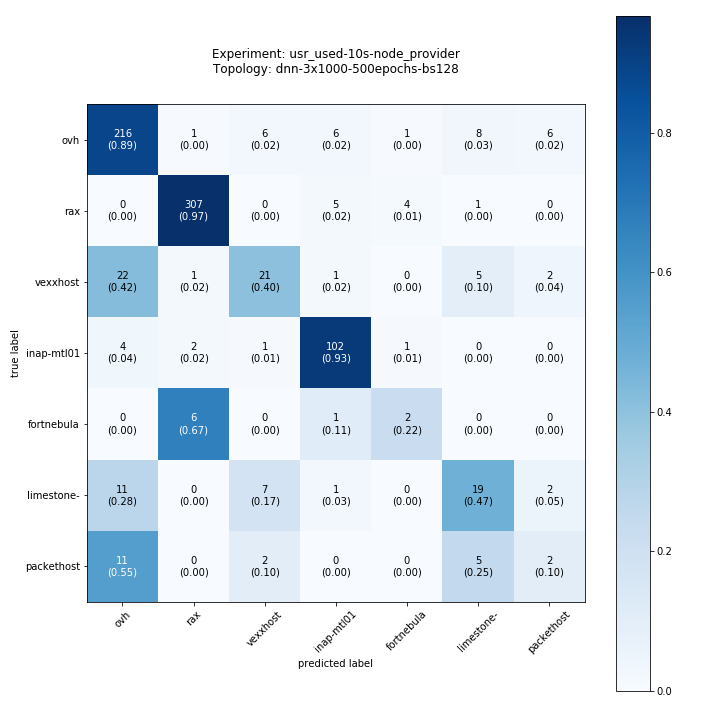 Experiment: usr_used-10s-node_provider
Topology: dnn-3x1000-500epochs-bs128
true label
ovh 216 1 6 6 1 8 6
(0.89) (0.00) (0.02) (0.02) (0.00) (0.03) (0.02)
rax 0 307 0 5 4 1 0
(0.00) (0.97) (0.00) (0.02) (0.01) (0.00) (0.00)
vexxhost 22 1 21 1 0 5 2
(0.42) (0.02) (0.40) (0.02) (0.00) (0.10) (0.04)
inap-mtl01 4 2 1 102 1 0 0
(0.04) (0.02) (0.01) (0.93) (0.01) (0.00) (0.00)
fortnebula 0 6 0 1 2 0 0
(0.00) (0.67) (0.00) (0.11) (0.22) (0.00) (0.00)
limestone- 11 0 7 1 0 19 2
(0.28) (0.00) (0.17) (0.03) (0.00) (0.47) (0.05)
packethost 11 0 2 0 0 5 2
(0.55) (0.00) (0.10) (0.00) (0.00) (0.25) (0.10)
ovh rax vexxhost inap-mtl01 fortnebula limestone- packethost
predicted label
0.8
0.6
0.4
0.2
0.0